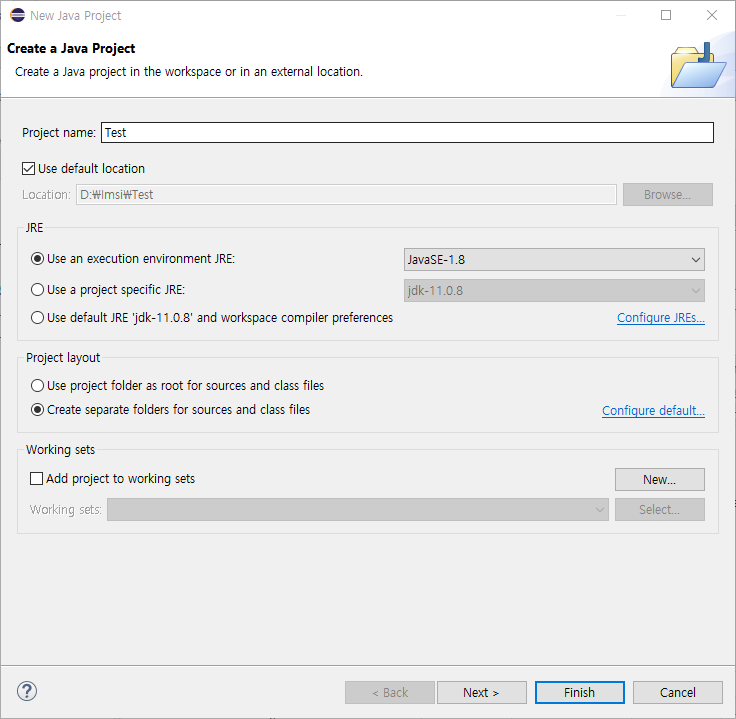 New Java Project
Create a Java Project
Create a Java project in the workspace or in an external location.
Project name: Test
Use default location
Location: D:₩Imsi₩Test Browse...
JRE
Use an execution environment JRE: JavaSE-1.8
Use a project specific JRE: jdk-11.0.8
Use default JRE 'jdk-11.0.8' and workspace compiler preferences Configure JREs...
Project layout
Use project folder as root for sources and class files
Create separate folders for sources and class files Configure default...
Working sets
Add project to working sets New...
Working sets: Select...
? < Back Next > Finish Cancel